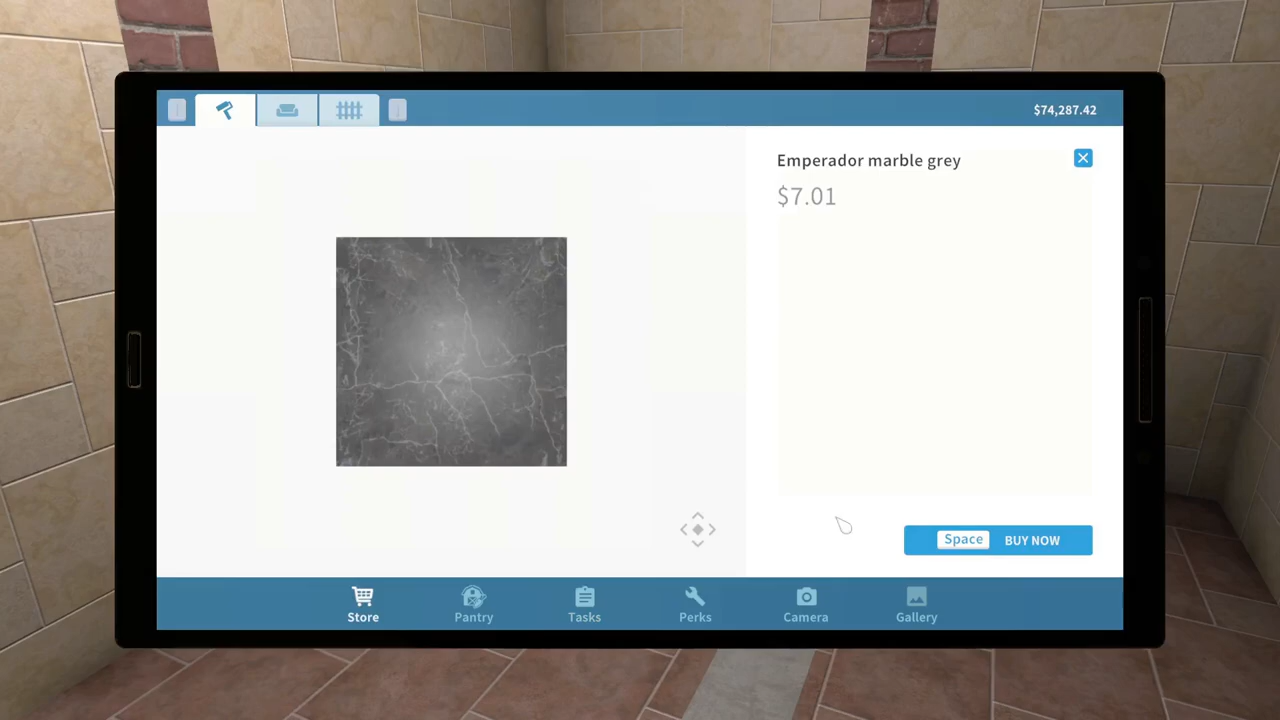 $74,287.42
Emperador marble grey
$7.01
Space BUY NOW
Store Pantry Tasks Perks Camera Gallery